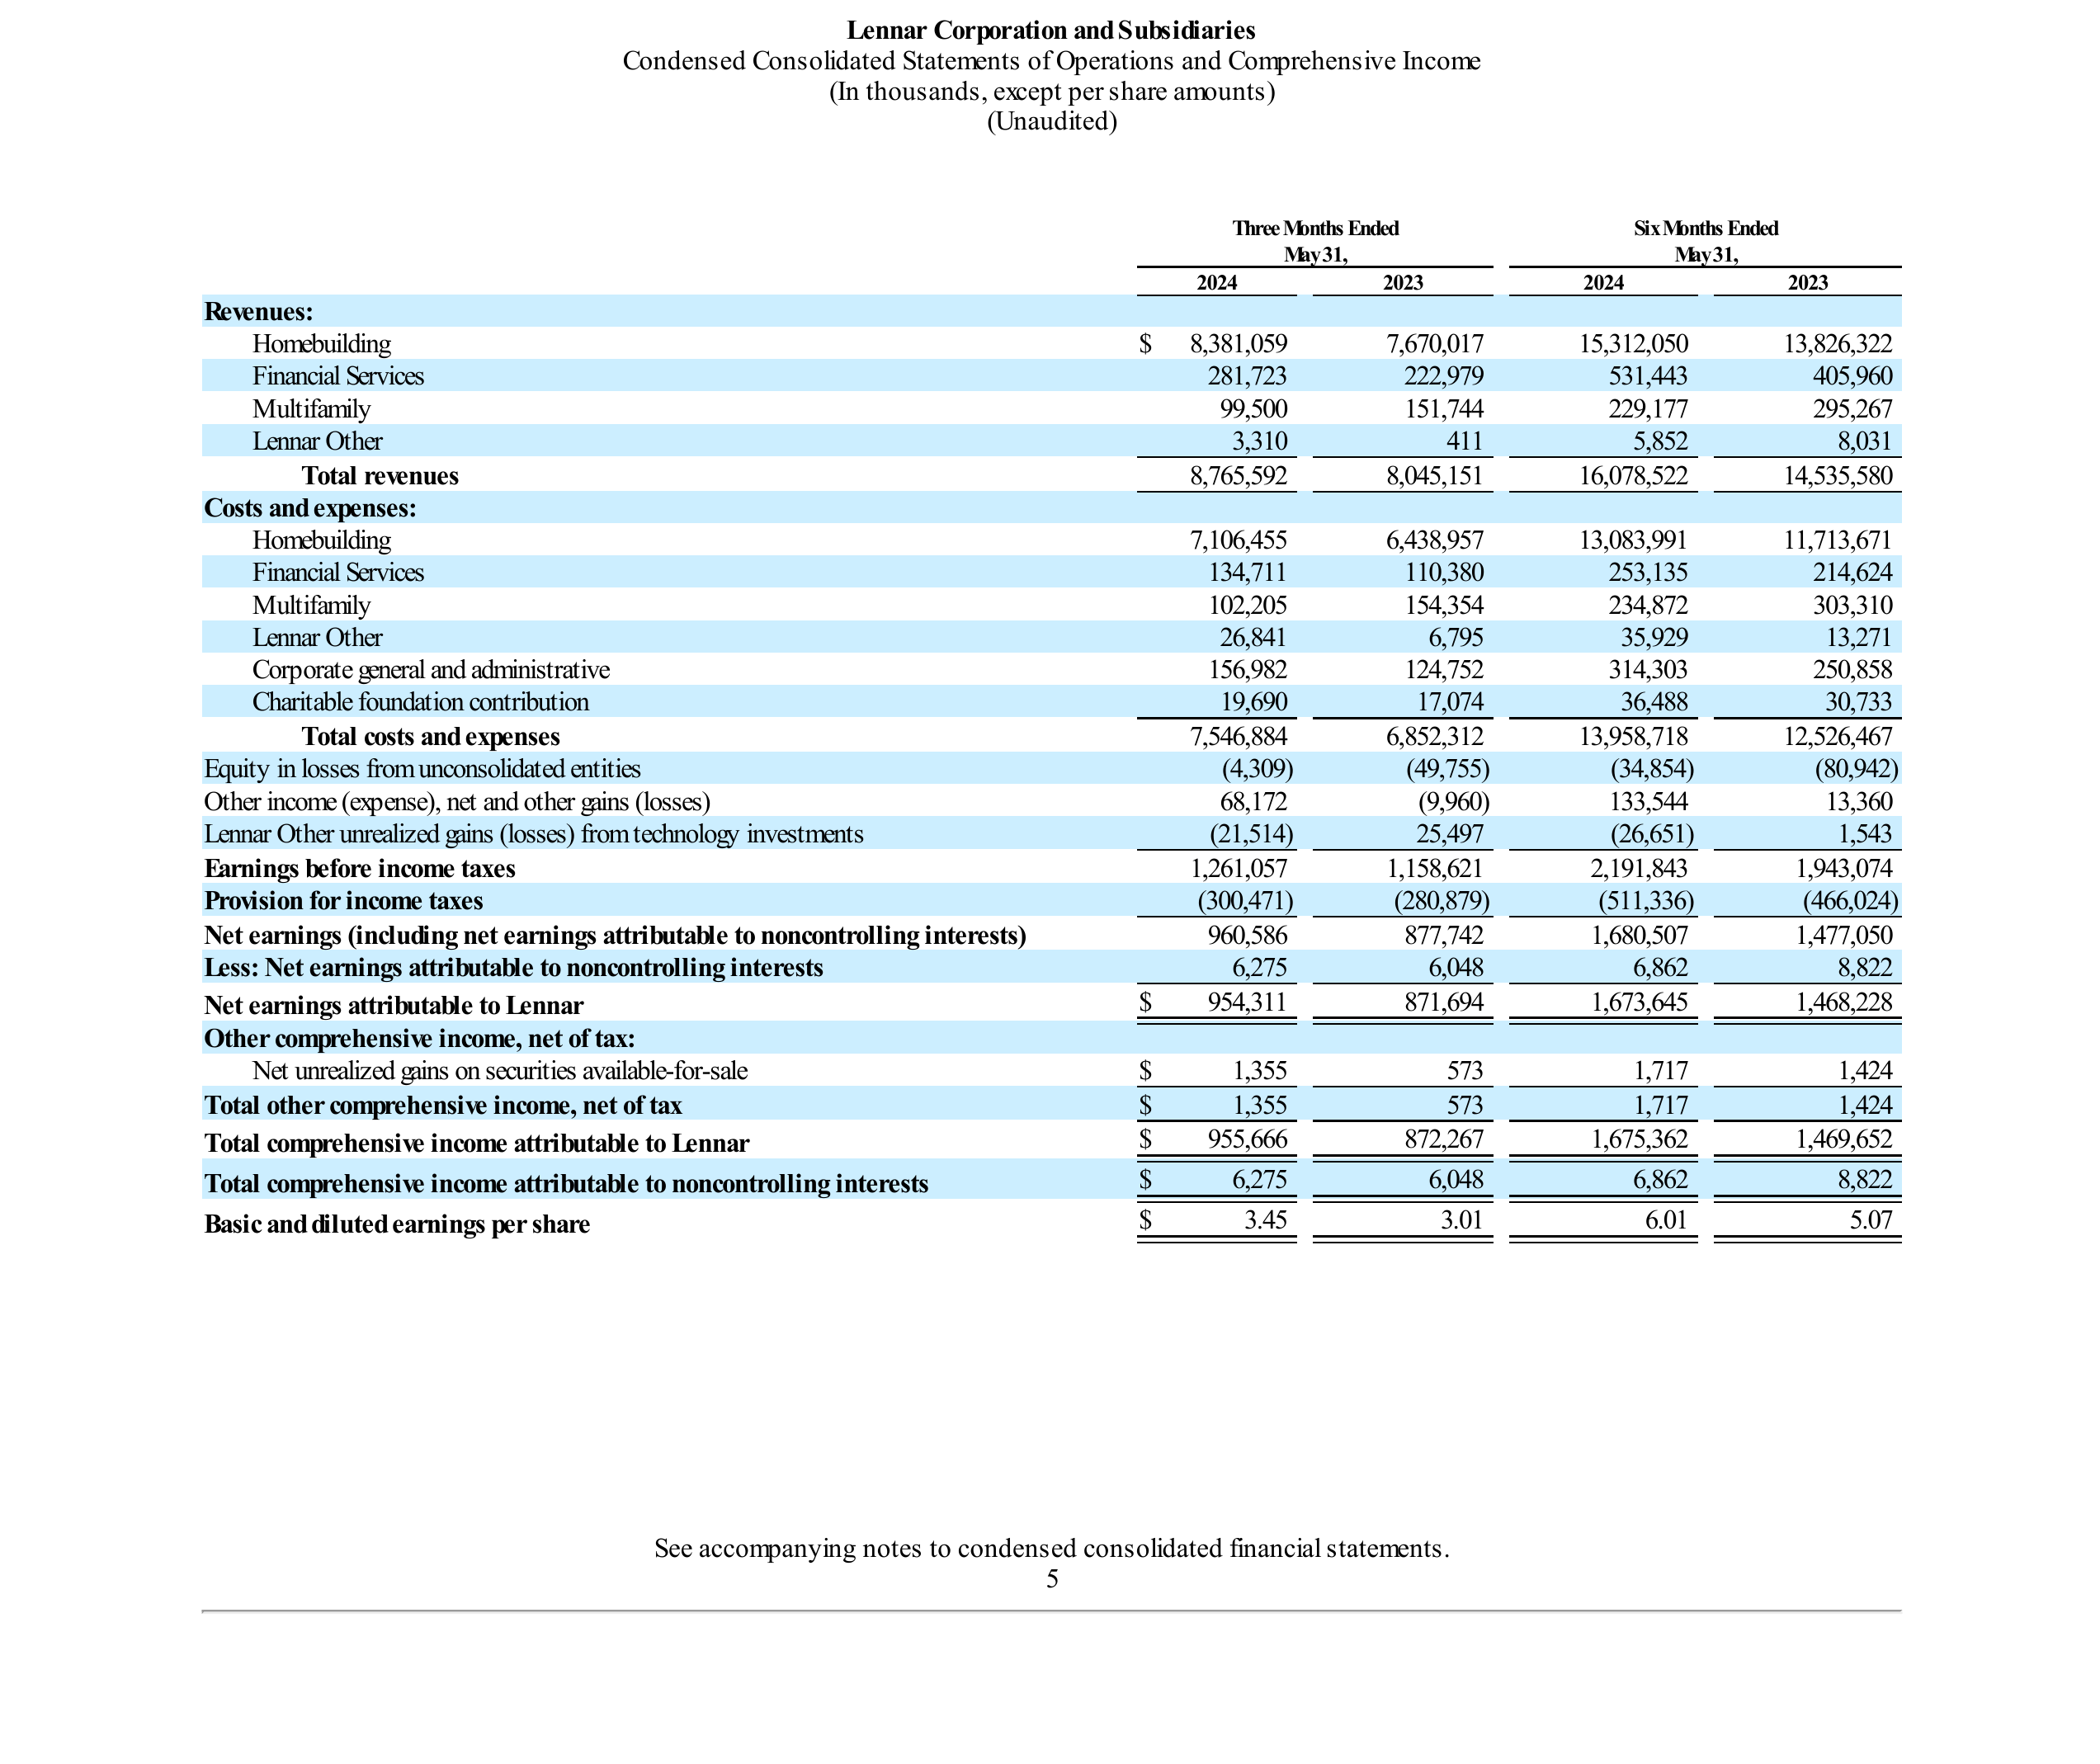 Lennar Corporation and Subsidiaries
Condensed Consolidated Statements of Operations and Comprehensive Income
(In thousands, except per share amounts)
(Unaudited)
Three Months Ended Six Months Ended
May 31, May 31,
2024 2023 2024 2023
Revenues:
Homebuilding $ 8,381,059 7,670,017 15,312,050 13,826,322
Financial Services 281,723 222,979 531,443 405,960
Multifamily 99,500 151,744 229,177 295,267
Lennar Other 3,310 411 5,852 8,031
Total revenues 8,765,592 8,045,151 16,078,522 14,535,580
Costs and expenses:
Homebuilding 7,106,455 6,438,957 13,083,991 11,713,671
Financial Services 134,711 110,380 253,135 214,624
Multifamily 102,205 154,354 234,872 303,310
Lennar Other 26,841 6,795 35,929 13,271
Corporate general and administrative 156,982 124,752 314,303 250,858
Charitable foundation contribution 19,690 17,074 36,488 30,733
Total costs and expenses 7,546,884 6,852,312 13,958,718 12,526,467
Equity in losses from unconsolidated entities (4,309) (49,755) (34,854) (80,942)
Other income (expense), net and other gains (losses) 68,172 (9,960) 133,544 13,360
Lennar Other unrealized gains (losses) from technology investments (21,514) 25,497 (26,651) 1,543
Earnings before income taxes 1,261,057 1,158,621 2,191,843 1,943,074
Provision for income taxes (300,471) (280,879) (511,336) (466,024)
Net earnings (including net earnings attributable to noncontrolling interests) 960,586 877,742 1,680,507 1,477,050
Less: Net earnings attributable to noncontrolling interests 6,275 6,048 6,862 8,822
Net earnings attributable to Lennar $ 954,311 871,694 1,673,645 1,468,228
Other comprehensive income, net of tax:
Net unrealized gains on securities available-for-sale $ 1,355 573 1,717 1,424
Total other comprehensive income, net of tax $ 1,355 573 1,717 1,424
Total comprehensive income attributable to Lennar $ 955,666 872,267 1,675,362 1,469,652
Total comprehensive income attributable to noncontrolling interests $ 6,275 6,048 6,862 8,822
Basic and diluted earnings per share $ 3.45 3.01 6.01 5.07
See accompanying notes to condensed consolidated financial statements.
5